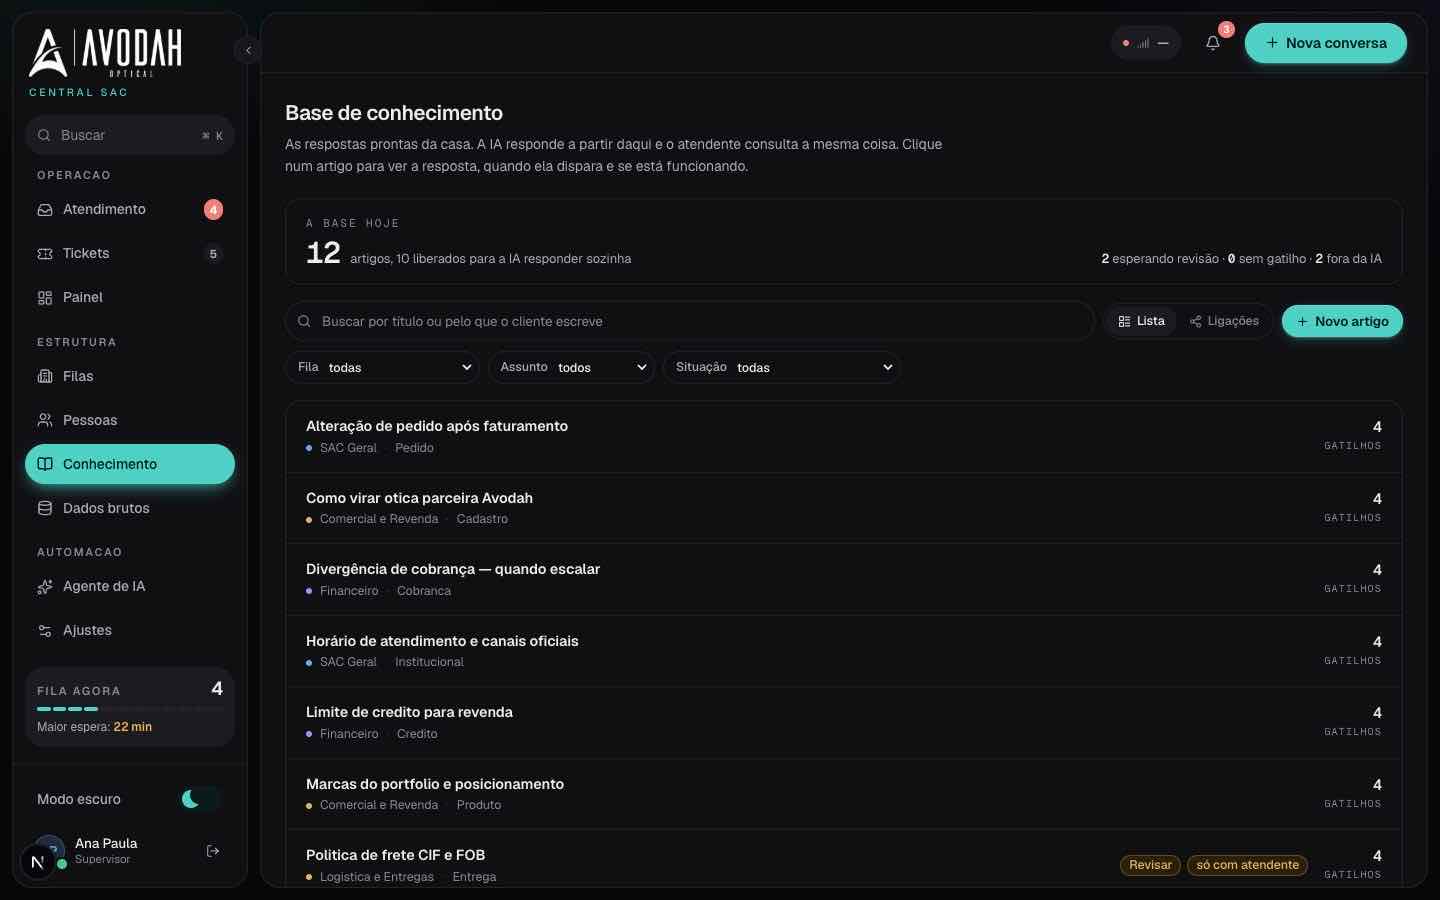 AVODAH
OPTICAL
CENTRAL SAC
Buscar ⌘ K
OPERACAO
Atendimento 4
Tickets 5
Painel
ESTRUTURA
Filas
Pessoas
Conhecimento
Dados brutos
AUTOMACAO
Agente de IA
Ajustes
FILA AGORA 4
Maior espera: 22 min
Modo escuro
Ana Paula
Supervisor
N
3
+ Nova conversa
Base de conhecimento
As respostas prontas da casa. A IA responde a partir daqui e o atendente consulta a mesma coisa. Clique
num artigo para ver a resposta, quando ela dispara e se está funcionando.
A BASE HOJE
12 artigos, 10 liberados para a IA responder sozinha
2 esperando revisão · 0 sem gatilho · 2 fora da IA
Buscar por título ou pelo que o cliente escreve
Lista
Ligações
+ Novo artigo
Fila todas
Assunto todos
Situação todas
Alteração de pedido após faturamento
SAC Geral · Pedido
4
GATILHOS
Como virar otica parceira Avodah
Comercial e Revenda · Cadastro
4
GATILHOS
Divergência de cobrança — quando escalar
Financeiro · Cobranca
4
GATILHOS
Horário de atendimento e canais oficiais
SAC Geral · Institucional
4
GATILHOS
Limite de credito para revenda
Financeiro · Credito
4
GATILHOS
Marcas do portfolio e posicionamento
Comercial e Revenda · Produto
4
GATILHOS
Politica de frete CIF e FOB
Logistica e Entregas · Entrega
Revisar
só com atendente
4
GATILHOS